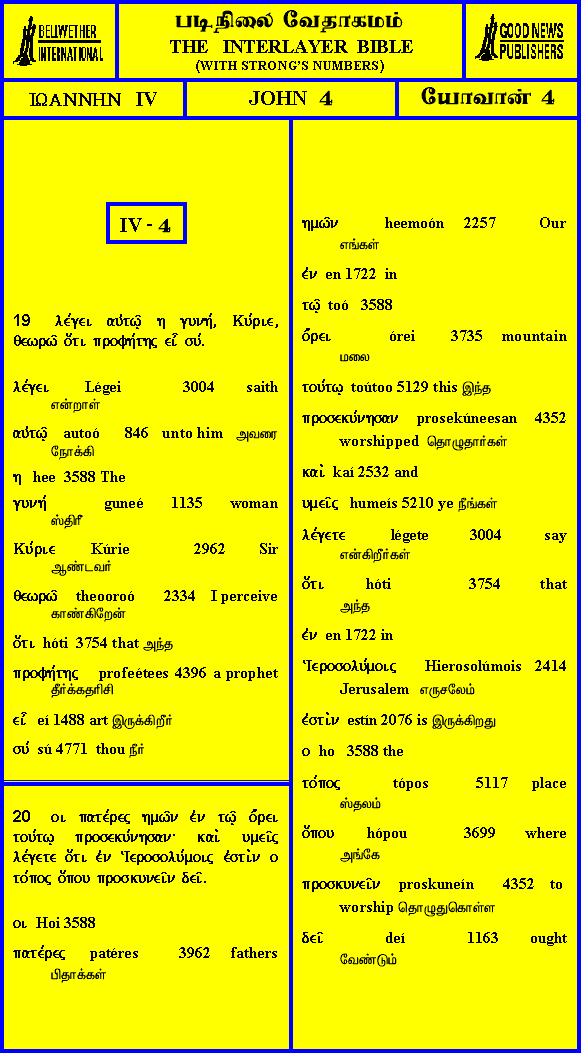 BELLWETHER
INTERNATIONAL
படிநிலை வேதாகமம்
THE INTERLAYER BIBLE
(WITH STRONG'S NUMBERS)
GOOD NEWS
PUBLISHERS
ΙΩΑΝΝΗΝ IV
JOHN 4
யோவான் 4
IV - 4
19 λέγει αὐτῷ η γυνή, Κύριε,
θεωρῶ ὅτι προφήτης εἶ σύ.
λέγει Légei 3004 saith
என்றாள்
αὐτῷ autoó 846 unto him அவரை
நோக்கி
η hee 3588 The
γυνή guneé 1135 woman
ஸ்திரீ
Κύριε Kúrie 2962 Sir
ஆண்டவர்
θεωρῶ theooroó 2334 I perceive
காண்கிறேன்
ὅτι hóti 3754 that அந்த
προφήτης profeétees 4396 a prophet
தீர்க்கதரிசி
εἶ eí 1488 art இருக்கிறீர்
σύ sú 4771 thou நீர்
20 οι πατέρες ημῶν ἐν τῷ ὄρει
τούτῳ προσεκύνησαν· καὶ υμεῖς
λέγετε ὅτι ἐν Ἱεροσολύμοις ἐστὶν ο
τόπος ὅπου προσκυνεῖν δεῖ.
οι Hoi 3588
πατέρες patéres 3962 fathers
பிதாக்கள்
ημῶν heemoón 2257 Our
எங்கள்
ἐν en 1722 in
τῷ toó 3588
ὄρει órei 3735 mountain
மலை
τούτῳ toútoo 5129 this இந்த
προσεκύνησαν prosekúneesan 4352
worshipped தொழுதார்கள்
καὶ kaí 2532 and
υμεῖς humeís 5210 ye நீங்கள்
λέγετε légete 3004 say
என்கிறீர்கள்
ὅτι hóti 3754 that
அந்த
ἐν en 1722 in
Ἱεροσολύμοις Hierosolúmois 2414
Jerusalem எருசலேம்
ἐστὶν estín 2076 is இருக்கிறது
ο ho 3588 the
τόπος tópos 5117 place
ஸ்தலம்
ὅπου hópou 3699 where
அங்கே
προσκυνεῖν proskuneín 4352 to
worship தொழுதுகொள்ள
δεῖ deí 1163 ought
வேண்டும்